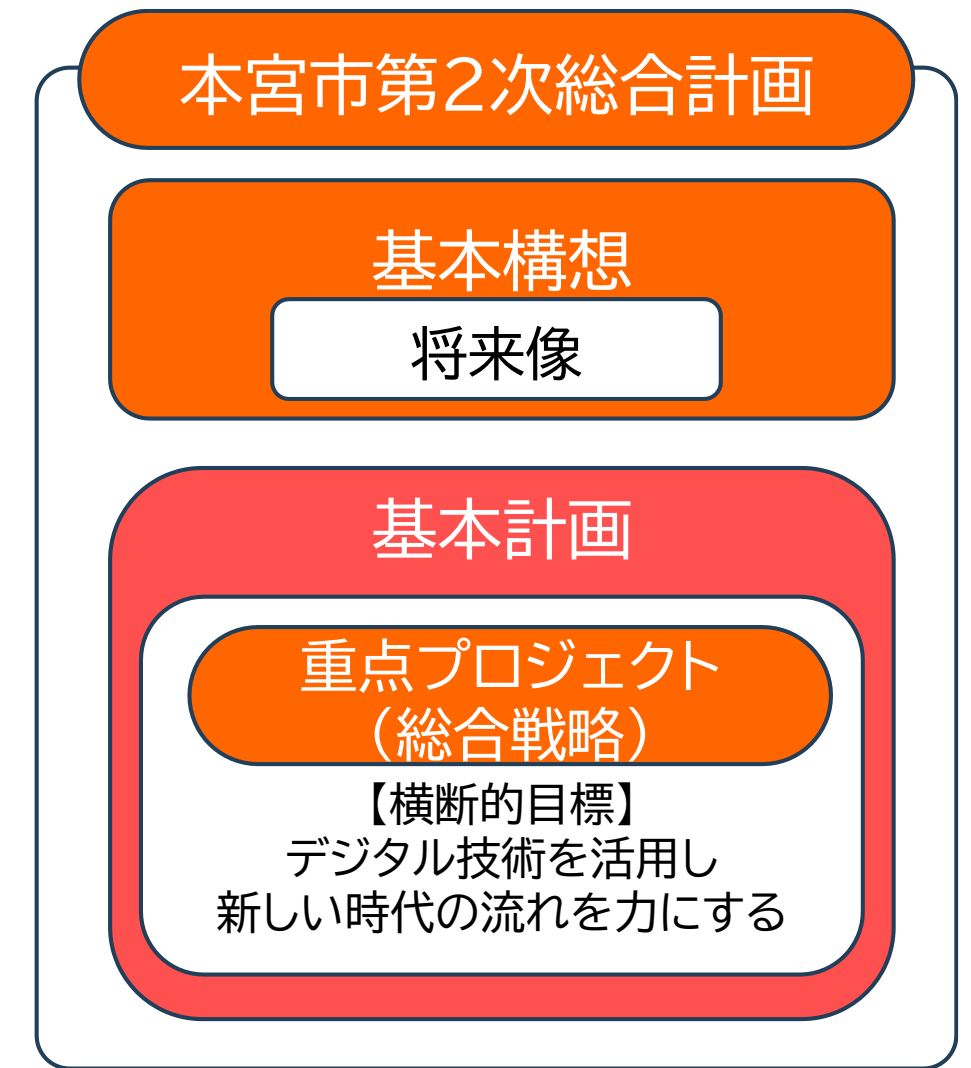 本宮市第2次総合計画
基本構想
将来像
基本計画
重点プロジェクト
（総合戦略）
【横断的目標】
デジタル技術を活用し
新しい時代の流れを力にする